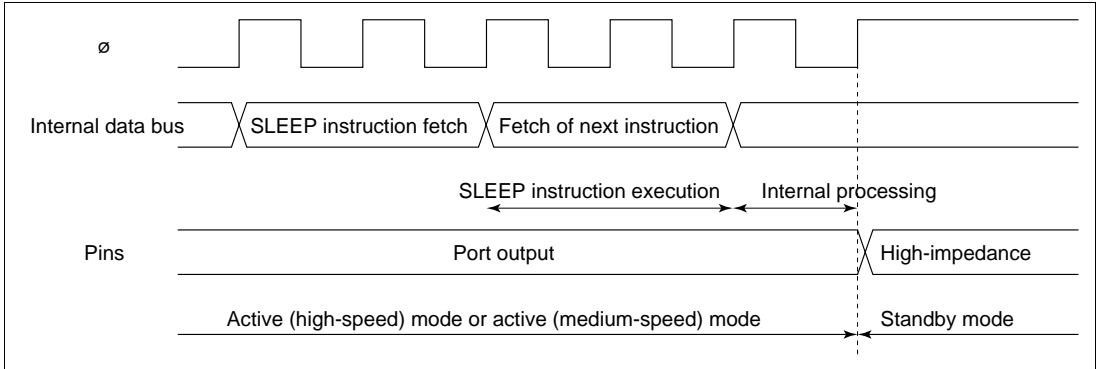 ø
Internal data bus
SLEEP instruction fetch
Fetch of next instruction
SLEEP instruction execution
Internal processing
Pins
Port output
High-impedance
Active (high-speed) mode or active (medium-speed) mode
Standby mode